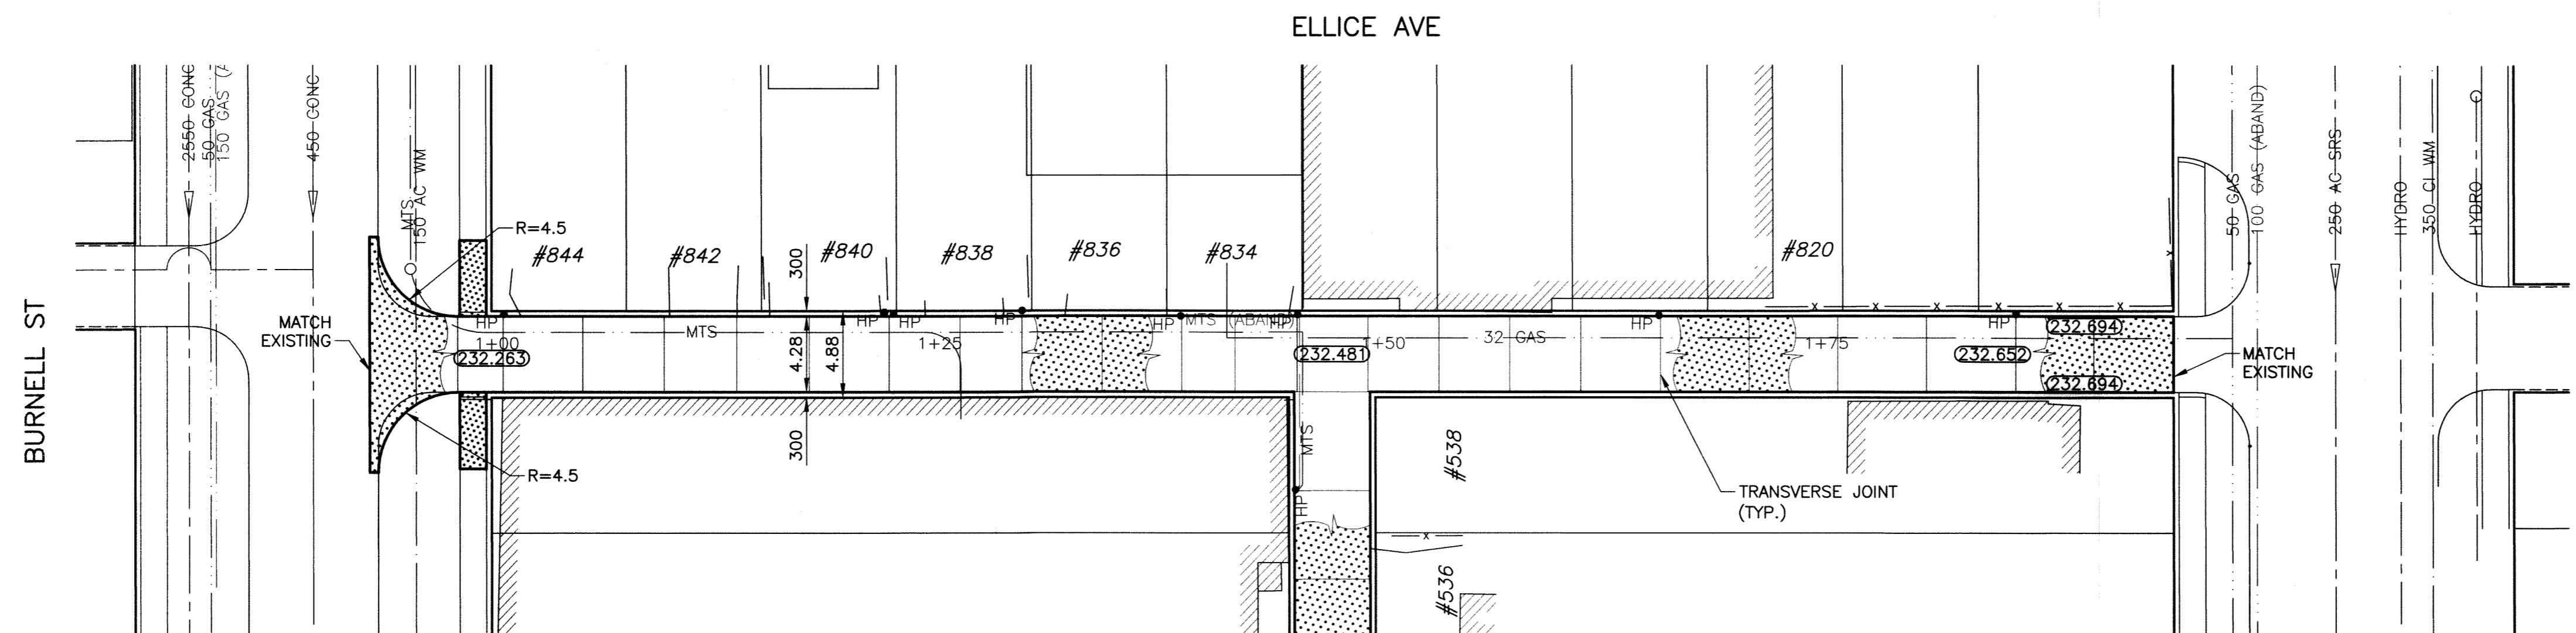 ELLICE AVE
BURNELL ST
2550 CONC
50 GAS
150 GAS (A
450 CONC
MTS
150 AC WM
R=4.5
#844
#842
#840
#838
#836
#834
#820
300
MATCH
EXISTING
HP
MTS
HP
HP
HP
HP
MTS (ABAND)
HP
HP
HP
1+00
232.263
4.28
4.88
1+25
232.481
1+50
32 GAS
1+75
232.652
232.694
232.694
MATCH
EXISTING
50 GAS
100 GAS (ABAND)
250 AC SRS
HYDRO
350 CI WM
HYDRO
300
R=4.5
MTS
HP
#538
TRANSVERSE JOINT
(TYP.)
#536